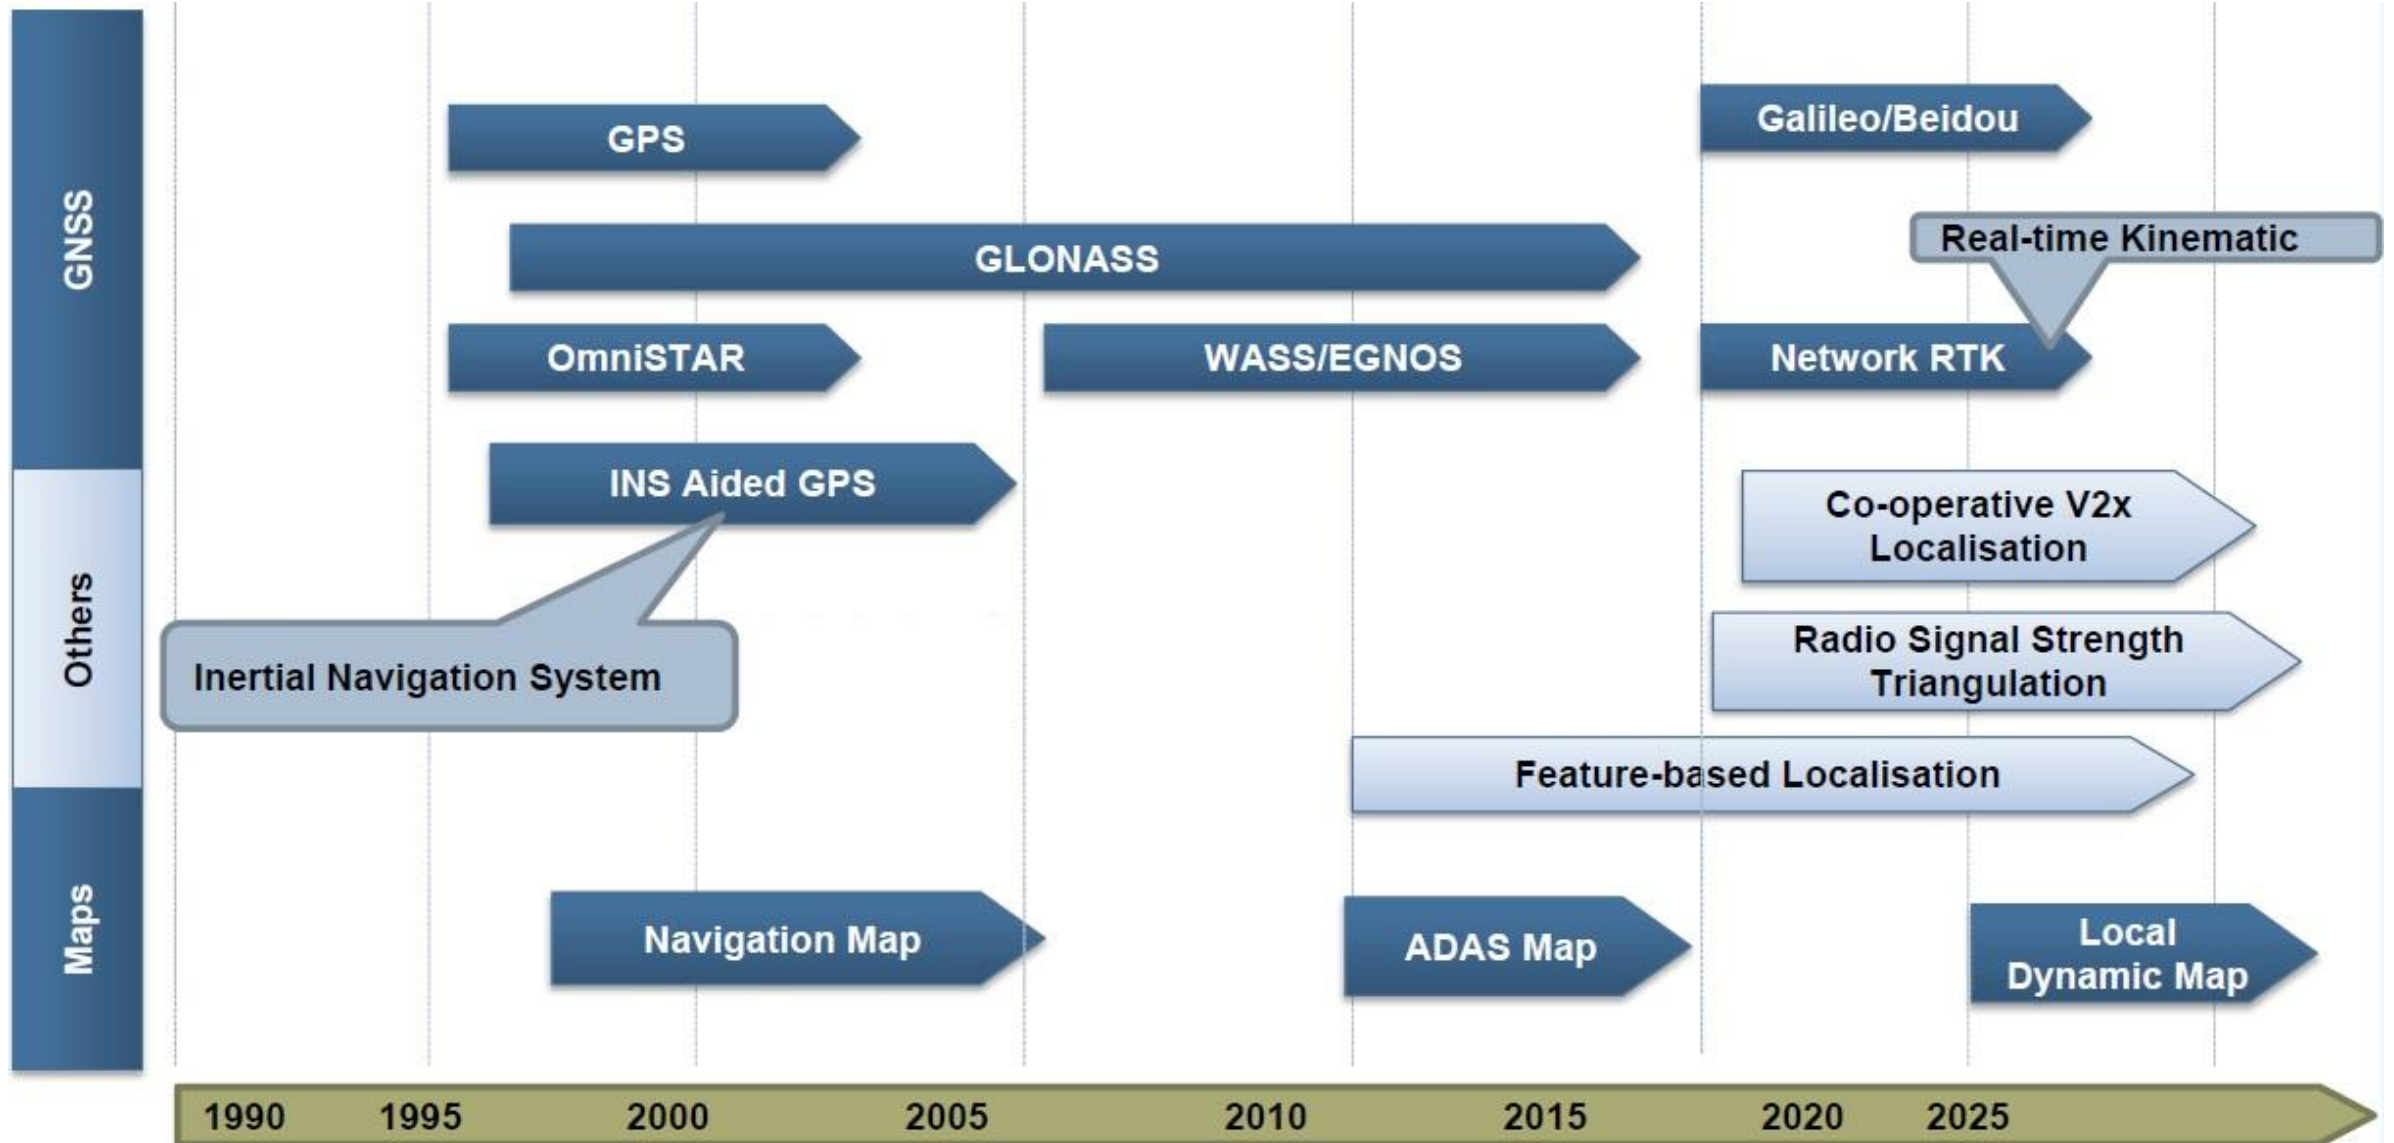 GNSS
GPS
Galileo/Beidou
GLONASS
Real-time Kinematic
OmniSTAR
WASS/EGNOS
Network RTK
Others
INS Aided GPS
Inertial Navigation System
Co-operative V2x
Localisation
Radio Signal Strength
Triangulation
Feature-based Localisation
Maps
Navigation Map
ADAS Map
Local
Dynamic Map
1990 1995 2000 2005 2010 2015 2020 2025